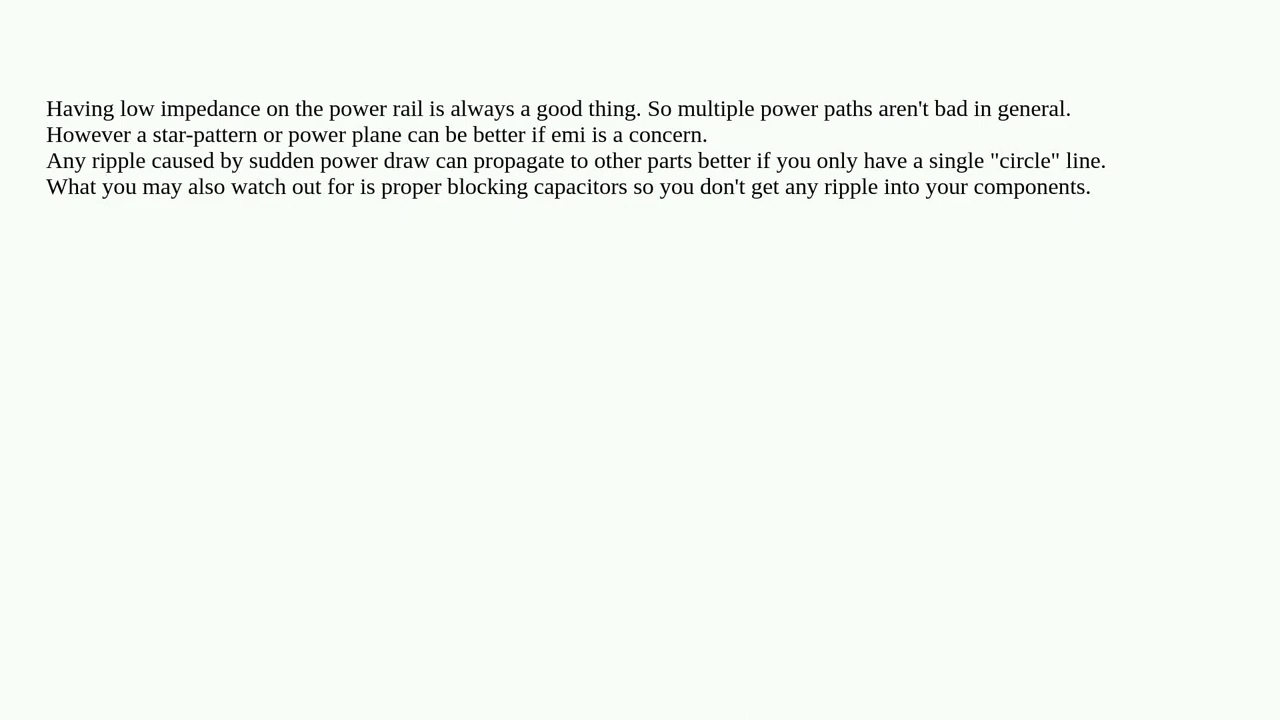 Having low impedance on the power rail is always a good thing. So multiple power paths aren't bad in general.
However a star-pattern or power plane can be better if emi is a concern.
Any ripple caused by sudden power draw can propagate to other parts better if you only have a single "circle" line.
What you may also watch out for is proper blocking capacitors so you don't get any ripple into your components.